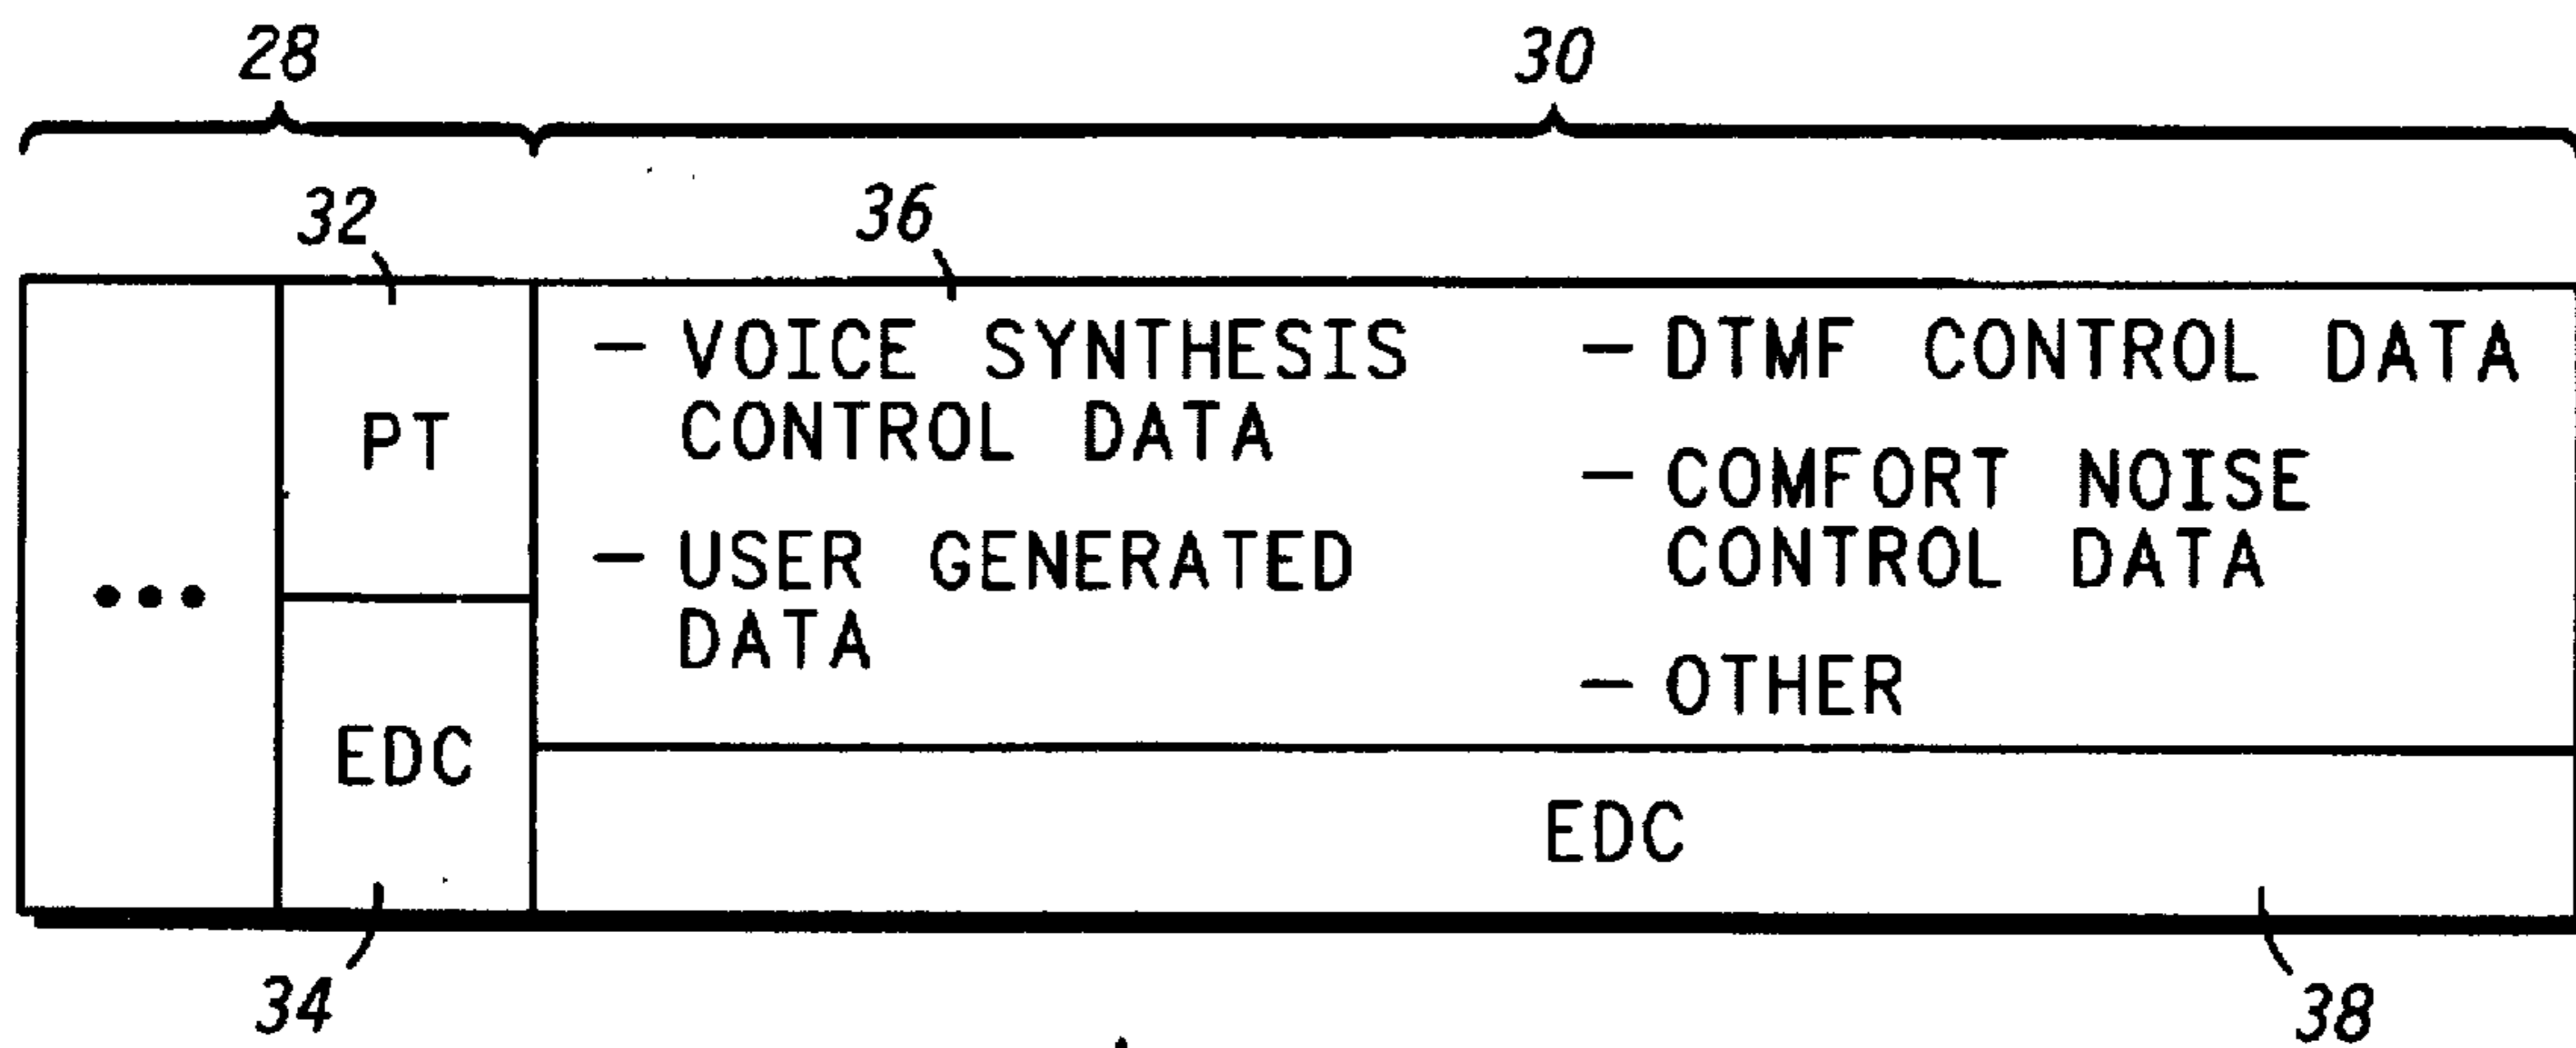 28
30
32
36
— VOICE SYNTHESIS
CONTROL DATA
— USER GENERATED
DATA
— DTMF CONTROL DATA
— COMFORT NOISE
CONTROL DATA
— OTHER
PT
•••
EDC
EDC
34
38